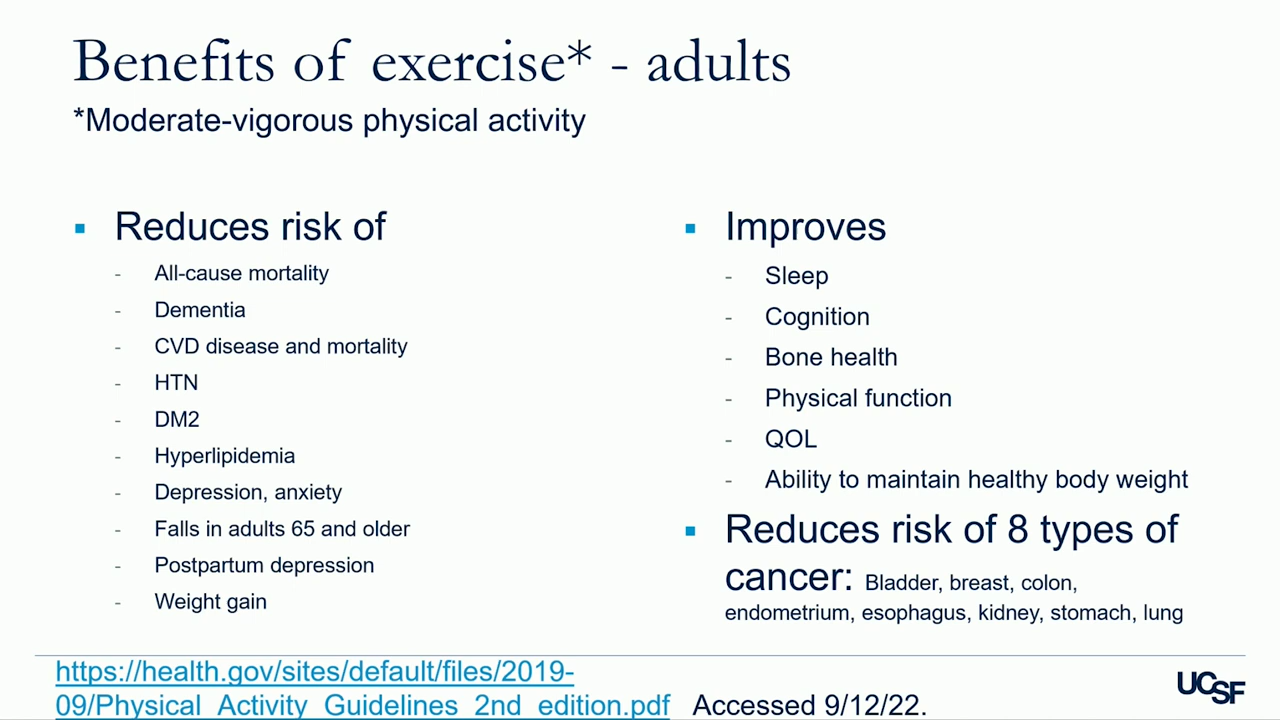 Benefits of exercise* - adults
*Moderate-vigorous physical activity
▪ Reduces risk of
- All-cause mortality
- Dementia
- CVD disease and mortality
- HTN
- DM2
- Hyperlipidemia
- Depression, anxiety
- Falls in adults 65 and older
- Postpartum depression
- Weight gain
▪ Improves
- Sleep
- Cognition
- Bone health
- Physical function
- QOL
- Ability to maintain healthy body weight
▪ Reduces risk of 8 types of
cancer: Bladder, breast, colon,
endometrium, esophagus, kidney, stomach, lung
https://health.gov/sites/default/files/2019-
09/Physical_Activity_Guidelines_2nd_edition.pdf Accessed 9/12/22.
UCSF